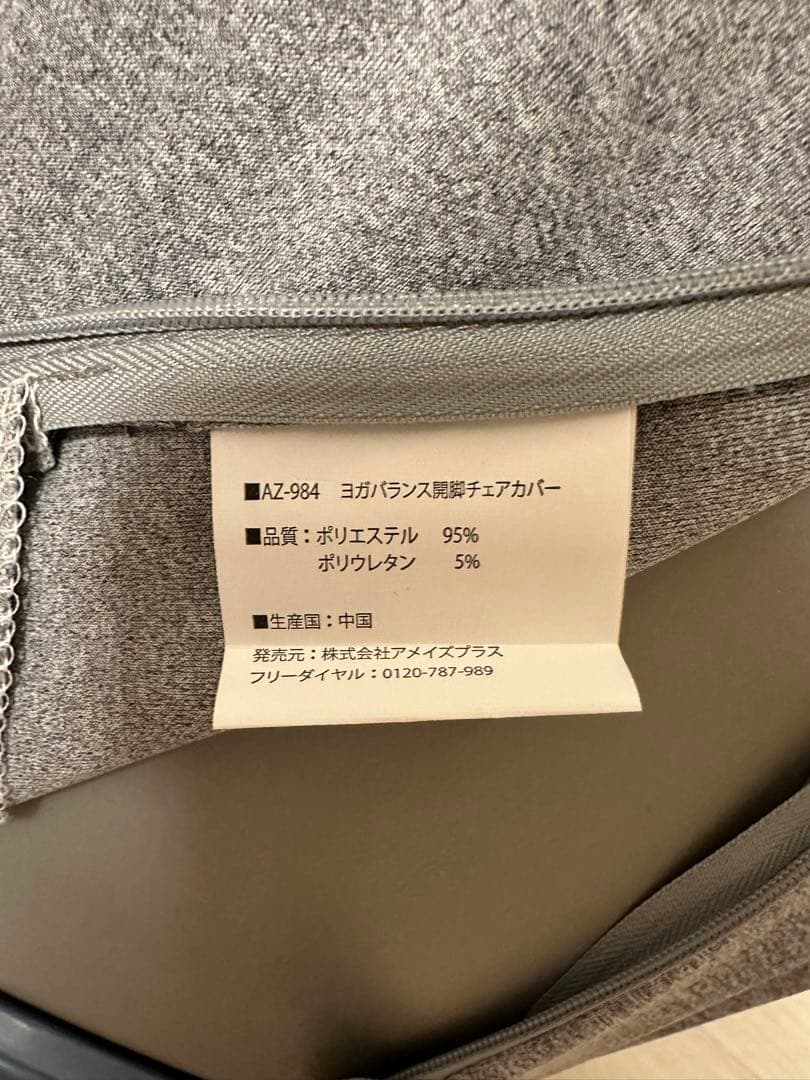 ■AZ-984　ヨガバランス開脚チェアカバー
■品質：ポリエステル　95%
ポリウレタン　5%
■生産国：中国
発売元：株式会社アメイズプラス
フリーダイヤル：0120-787-989